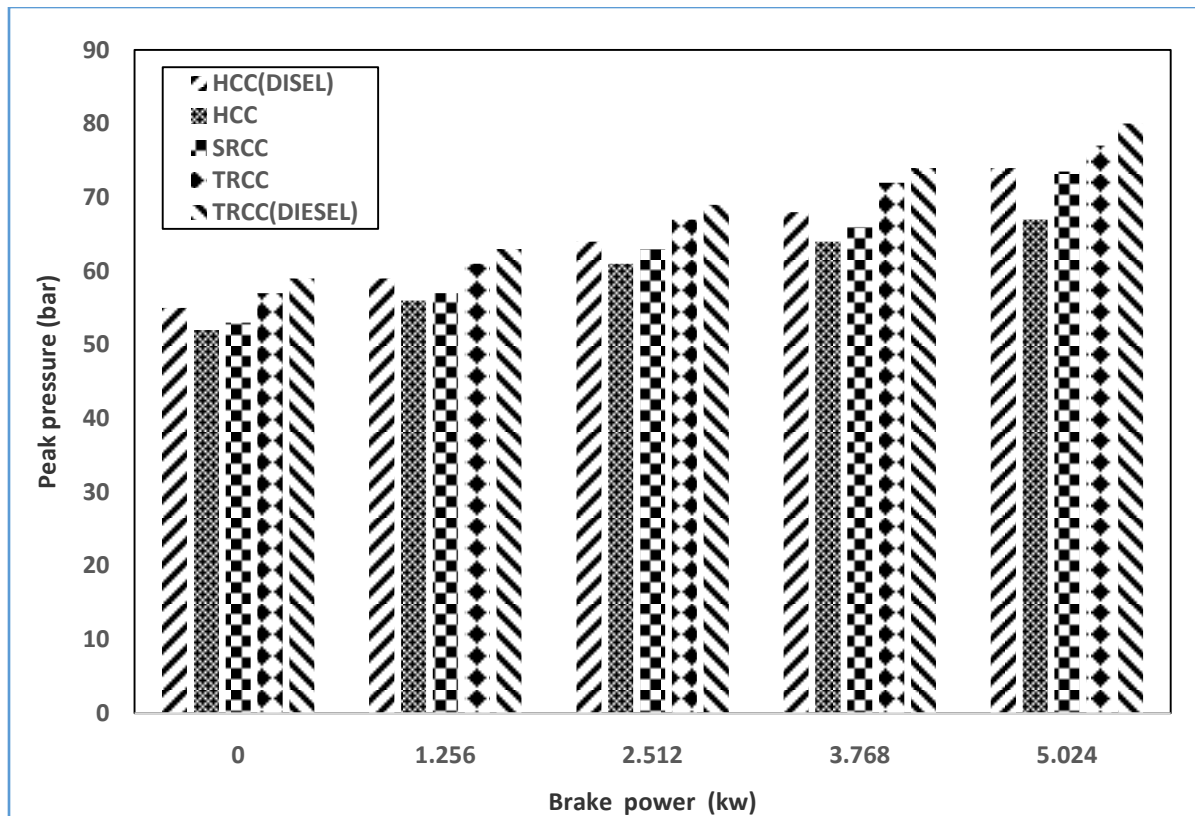 90
80
70
60
50
40
30
20
10
0
Peak pressure (bar)
HCC(DISEL)
HCC
SRCC
TRCC
TRCC(DIESEL)
0 1.256 2.512 3.768 5.024
Brake power (kw)